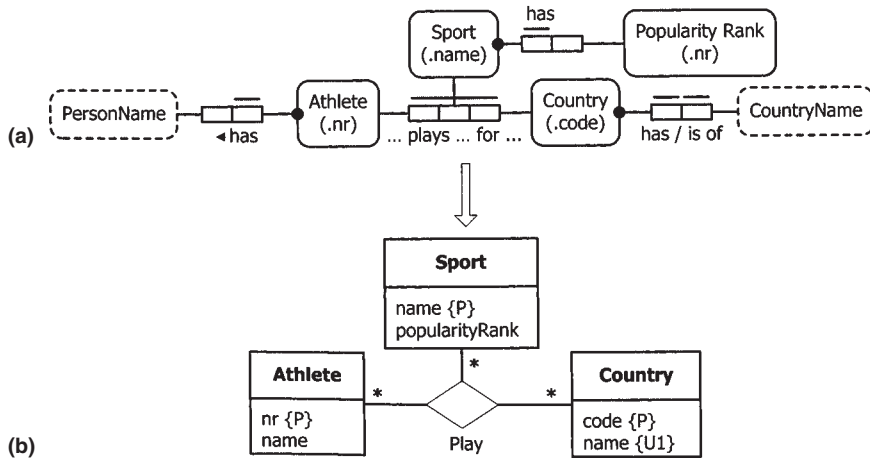 has
Sport
(.name)
Popularity Rank
(.nr)
PersonName
Athlete
(.nr)
Country
(.code)
CountryName
(a)
◄ has
... plays ... for ...
has / is of
Sport
name {P}
popularityRank
Athlete
nr {P}
name
*
*
*
Play
Country
code {P}
name {U1}
(b)